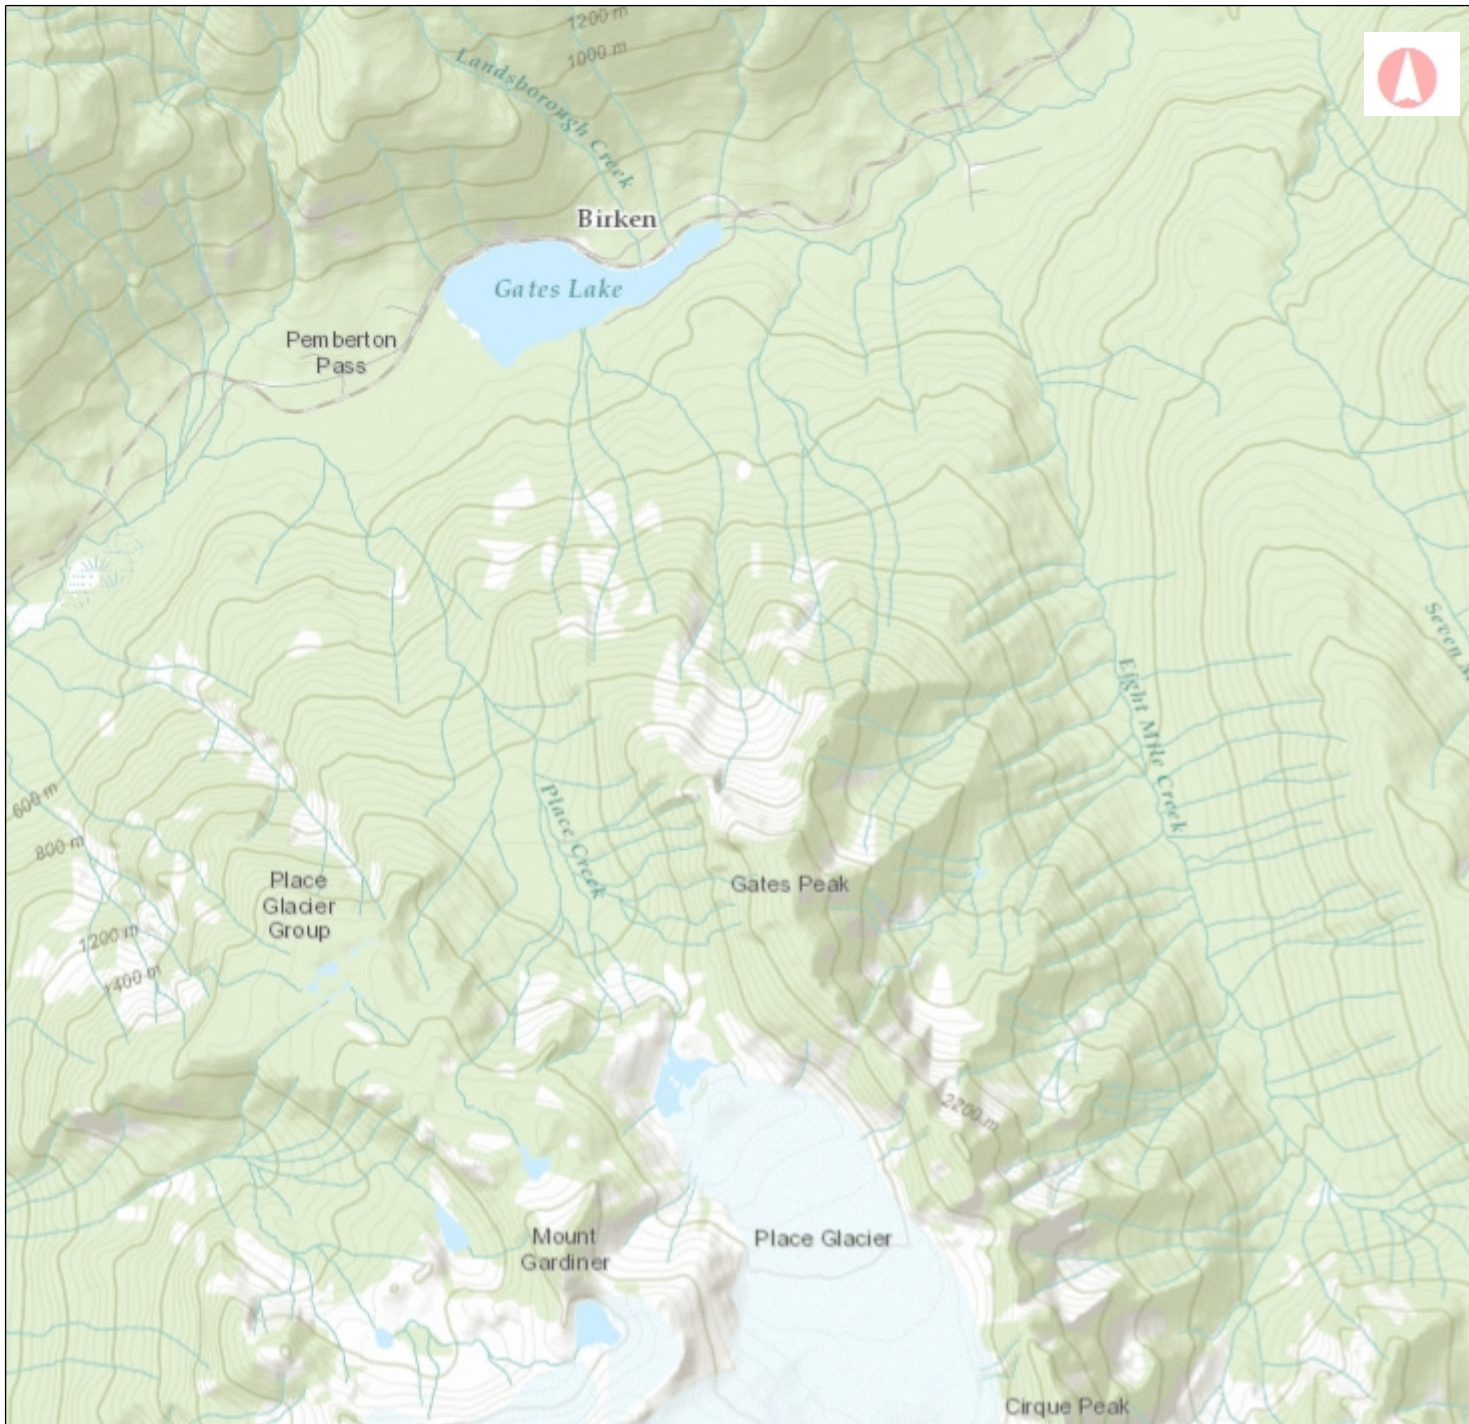 1200 m
1000 m
Landsborough Creek
Birken
Gates Lake
Pemberton
Pass
Seven M
Eight Mile Creek
600 m
800 m
Place Creek
Place
Glacier
Group
Gates Peak
1200 m
1400 m
2200 m
Mount
Gardiner
Place Glacier
Cirque Peak